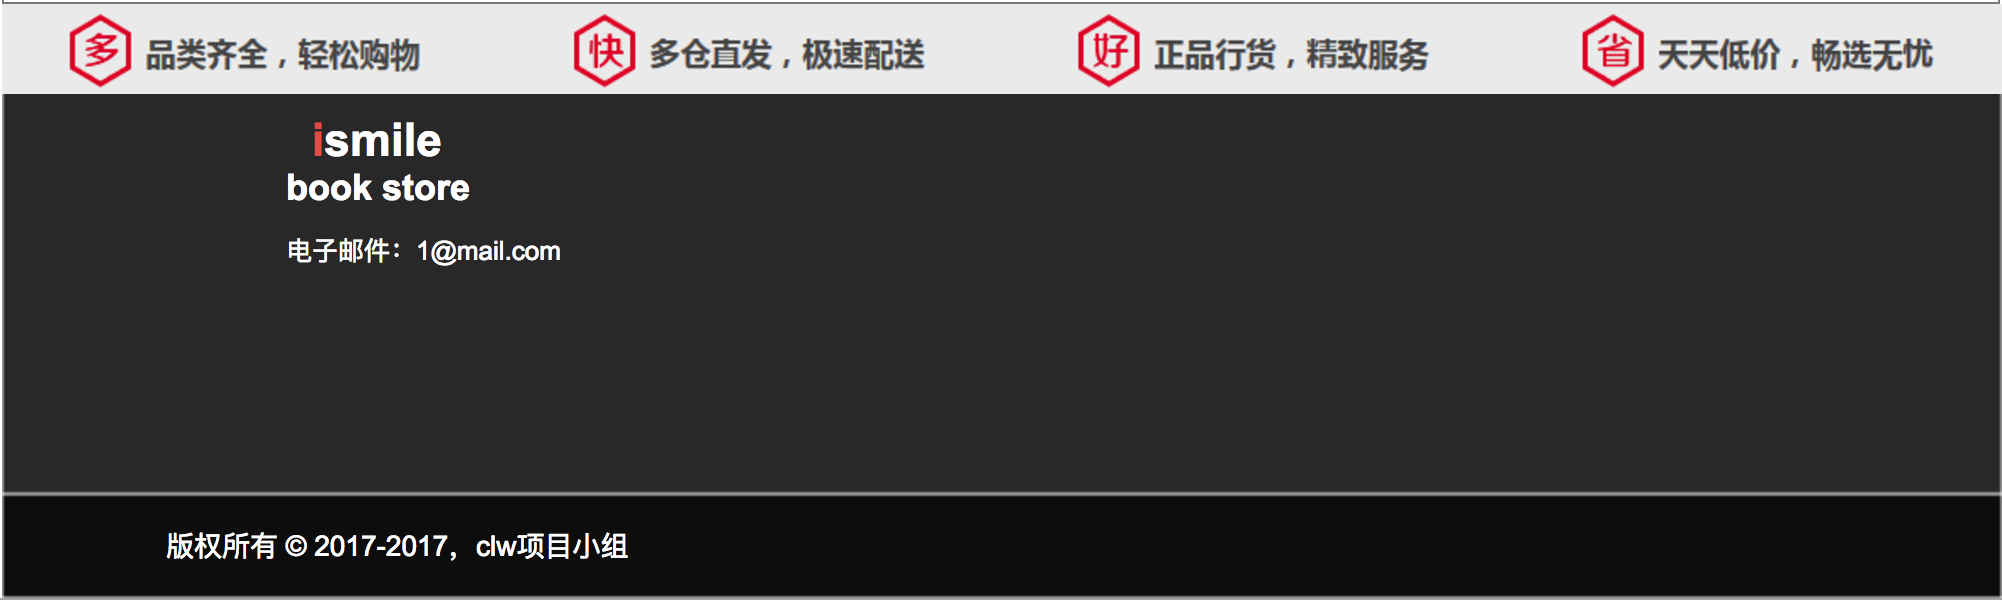 多 品类齐全，轻松购物 快 多仓直发，极速配送 好 正品行货，精致服务 省 天天低价，畅选无忧
ismile
book store
电子邮件：1@mail.com
版权所有 © 2017-2017，clw项目小组